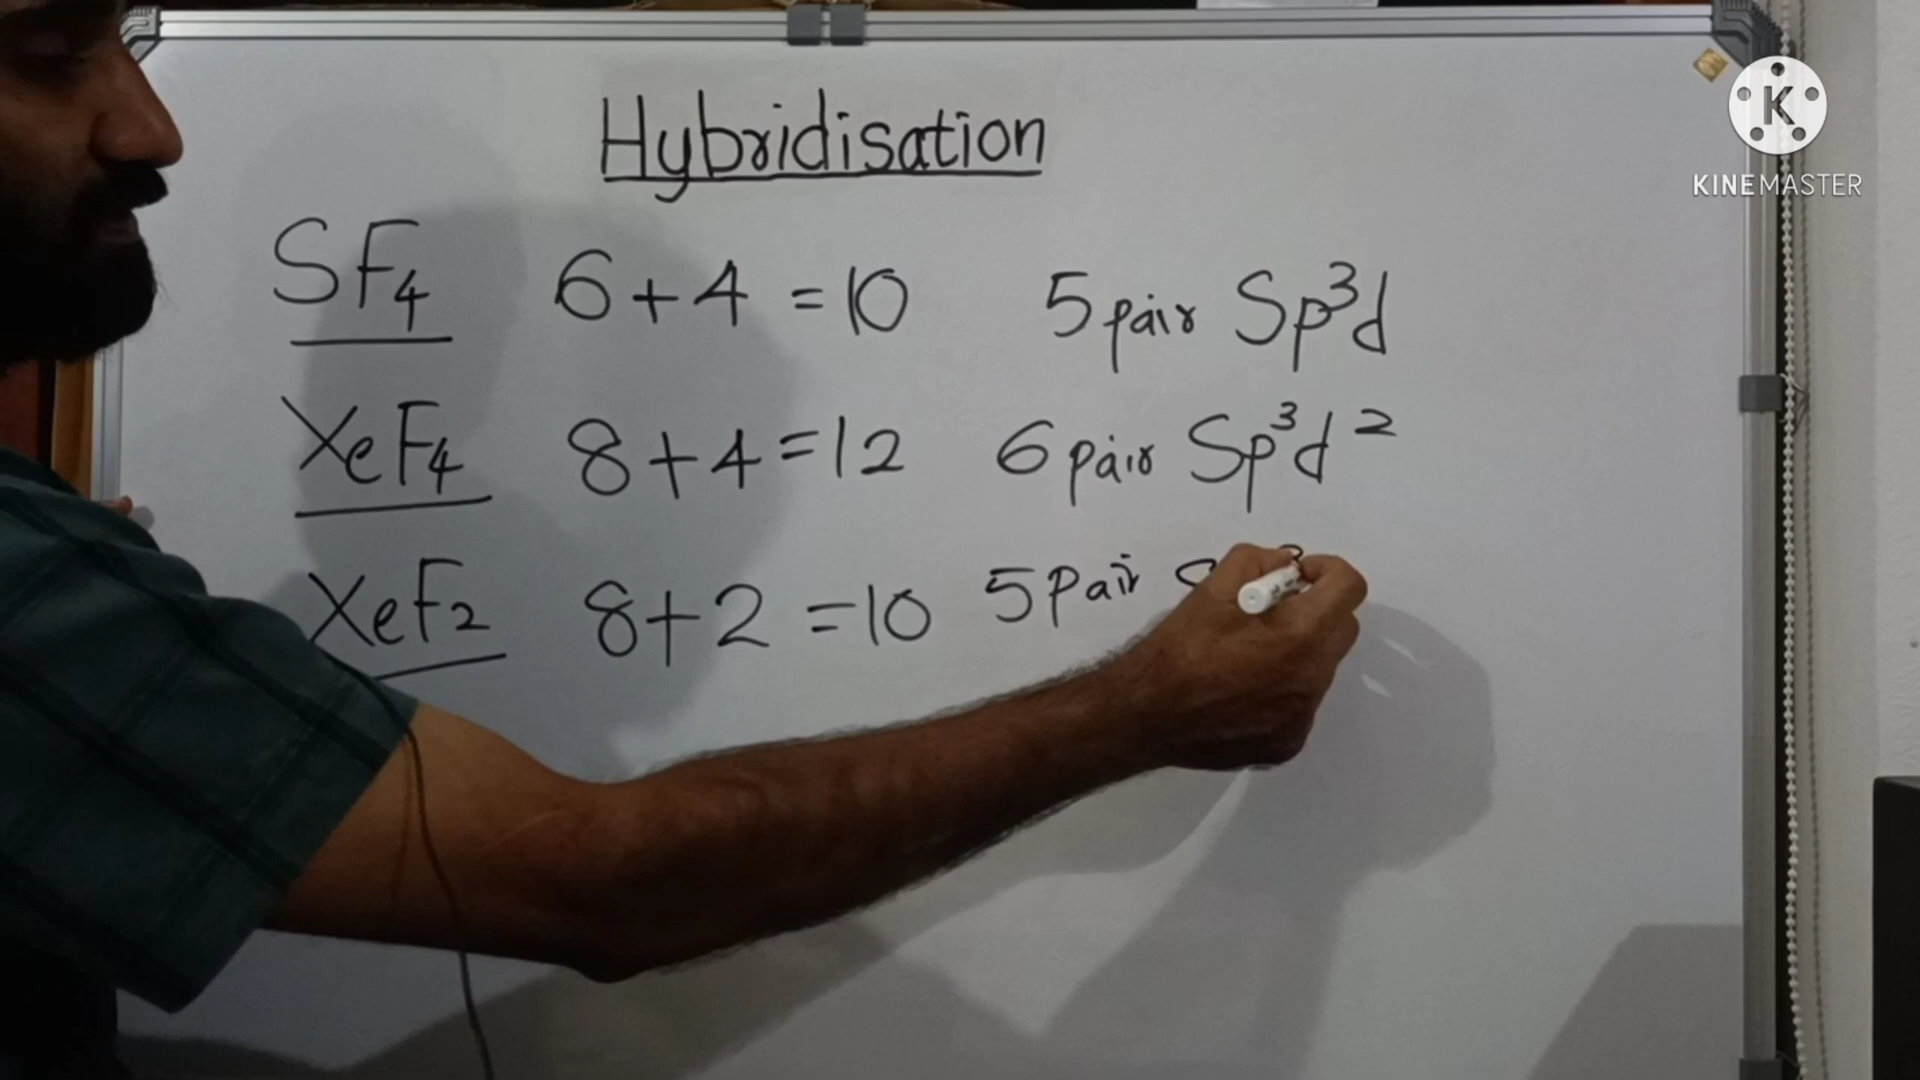 Hybridisation
K
KINEMASTER
SF₄ 6+4 =10 5 pair Sp³d
XeF₄ 8+4=12 6 pair Sp³d²
XeF₂ 8+2 =10 5 Pair